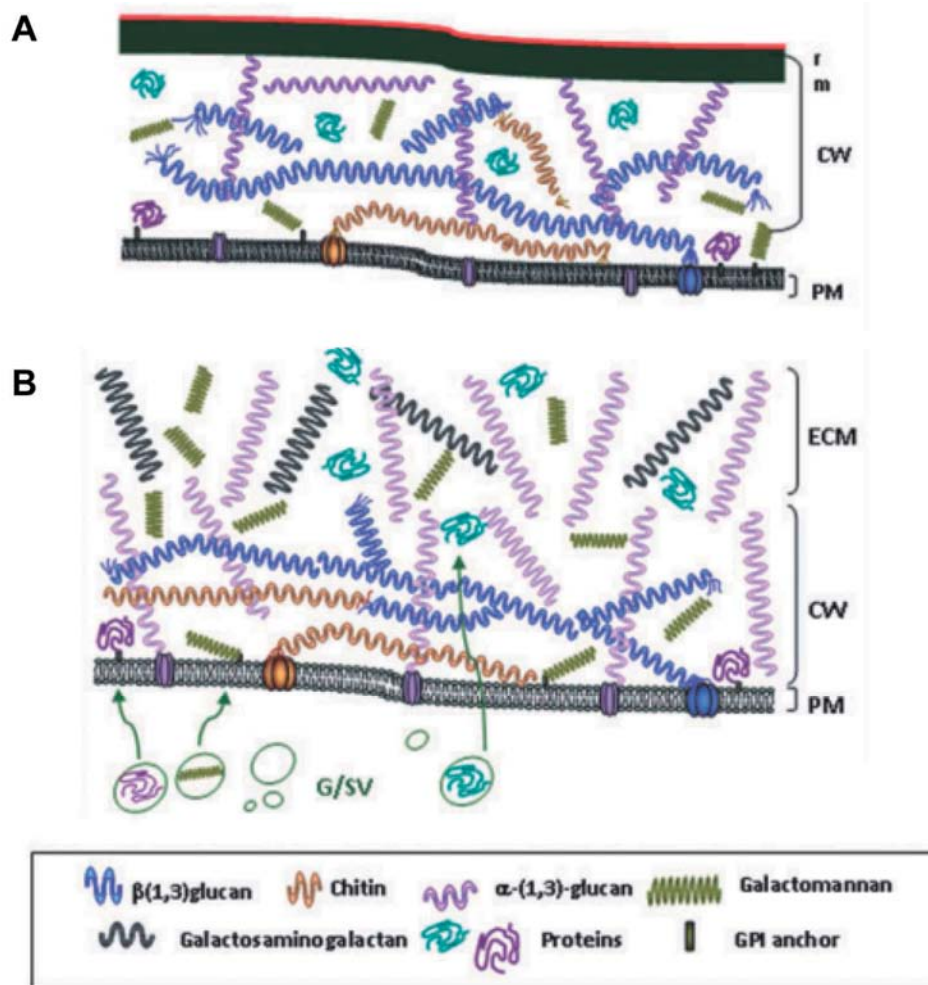 A
r
m
CW
PM
B
ECM
CW
PM
G/SV
β(1,3)glucan Chitin α-(1,3)-glucan Galactomannan
Galactosaminogalactan Proteins GPI anchor